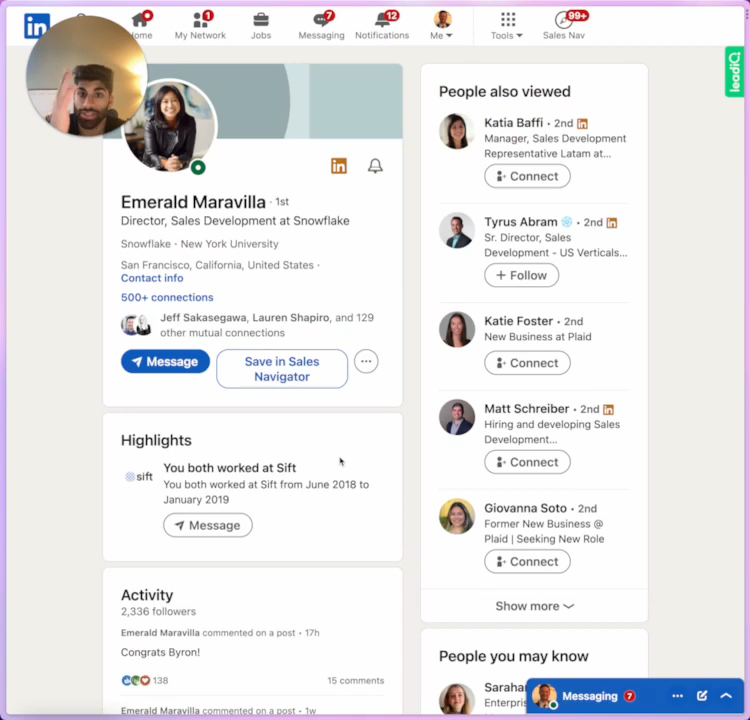 in
ome
1
My Network
Jobs
7
Messaging
12
Notifications
Me
Tools
99+
Sales Nav
leadiQ
in
Emerald Maravilla · 1st
Director, Sales Development at Snowflake
Snowflake · New York University
San Francisco, California, United States ·
Contact info
500+ connections
Jeff Sakasegawa, Lauren Shapiro, and 129
other mutual connections
Message
Save in Sales
Navigator
Highlights
sift
You both worked at Sift
You both worked at Sift from June 2018 to
January 2019
Message
Activity
2,336 followers
Emerald Maravilla commented on a post • 17h
Congrats Byron!
138
15 comments
Emerald Maravilla commented on a post • 1w
People also viewed
Katia Baffi • 2nd in
Manager, Sales Development
Representative Latam at...
Connect
Tyrus Abram • 2nd in
Sr. Director, Sales
Development - US Verticals...
+ Follow
Katie Foster • 2nd
New Business at Plaid
Connect
Matt Schreiber • 2nd in
Hiring and developing Sales
Development...
Connect
Giovanna Soto • 2nd
Former New Business @
Plaid | Seeking New Role
Connect
Show more
People you may know
Sarah
Enterpris
Messaging 7